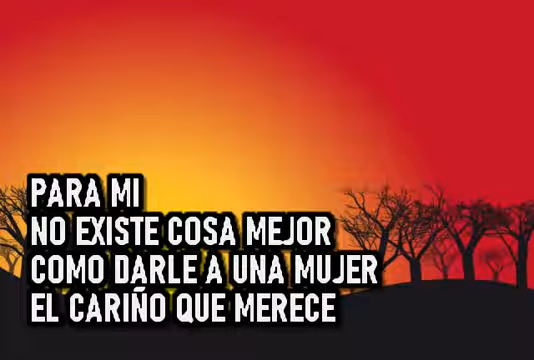 PARA MI
NO EXISTE COSA MEJOR
COMO DARLE A UNA MUJER
EL CARIÑO QUE MERECE